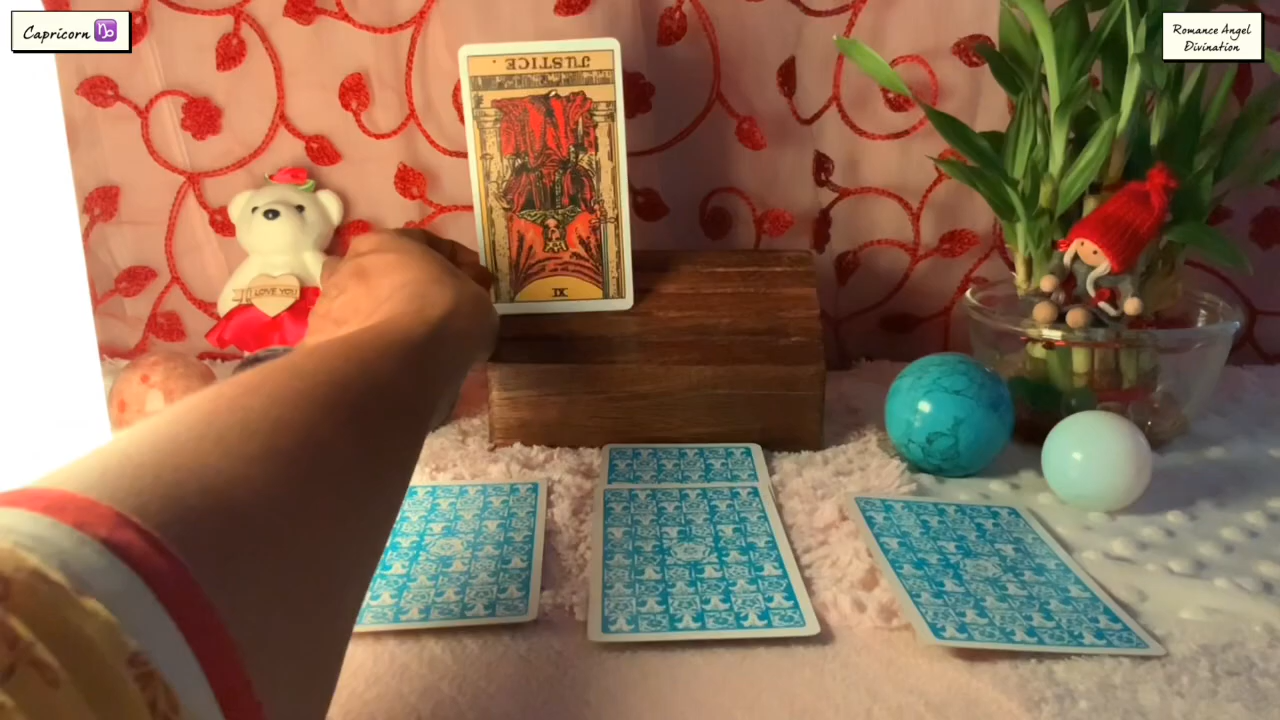 Capricorn ♑
Romance Angel
Divination
JUSTICE.
XI
I LOVE YOU